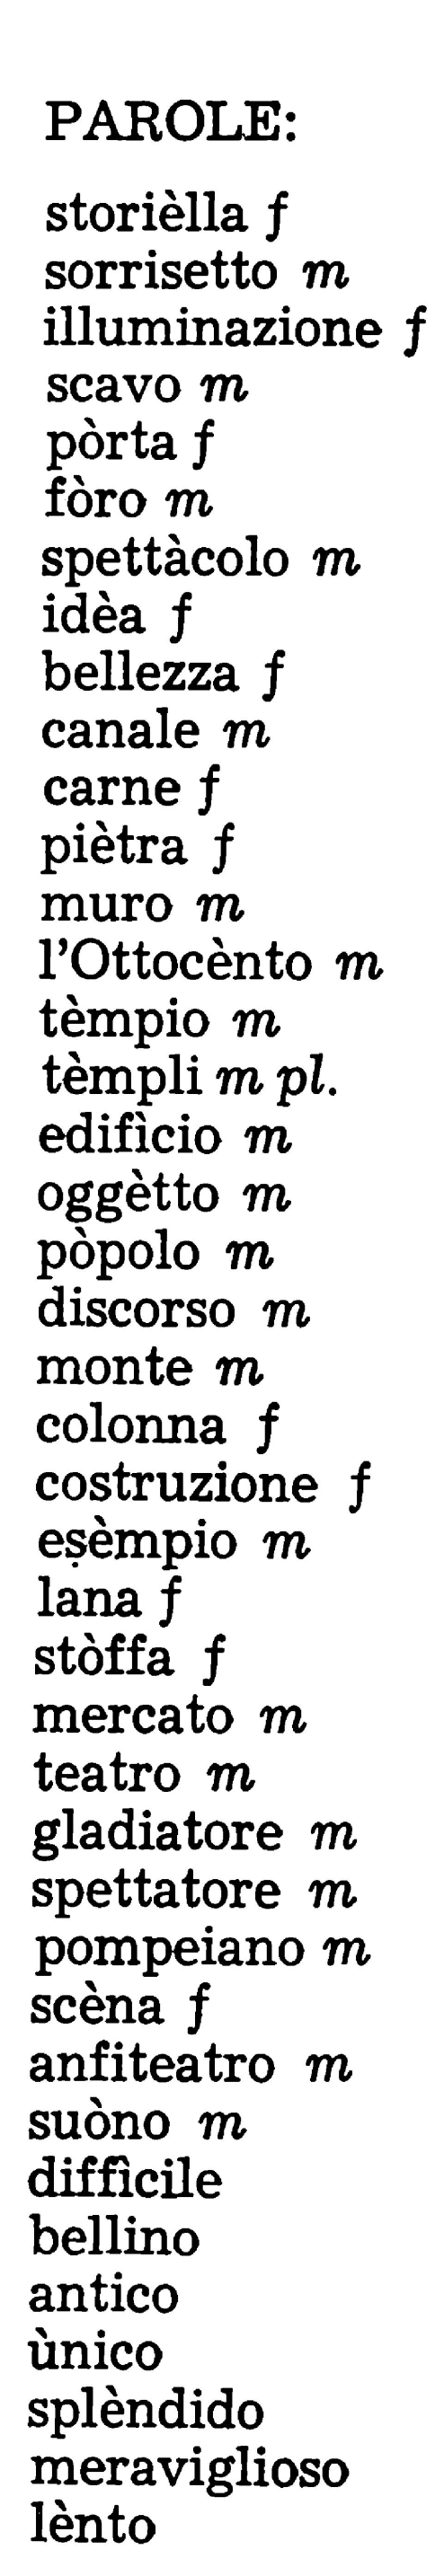 PAROLE:
storièlla f
sorrisetto m
illuminazione f
scavo m
pòrta f
fòro m
spettàcolo m
idèa f
bellezza f
canale m
carne f
piètra f
muro m
l'Ottocènto m
tèmpio m
tèmpli m pl.
edifìcio m
oggètto m
pòpolo m
discorso m
monte m
colonna f
costruzione f
eṣèmpio m
lana f
stòffa f
mercato m
teatro m
gladiatore m
spettatore m
pompeiano m
scèna f
anfiteatro m
suòno m
diffìcile
bellino
antico
ùnico
splèndido
meraviglioso
lènto